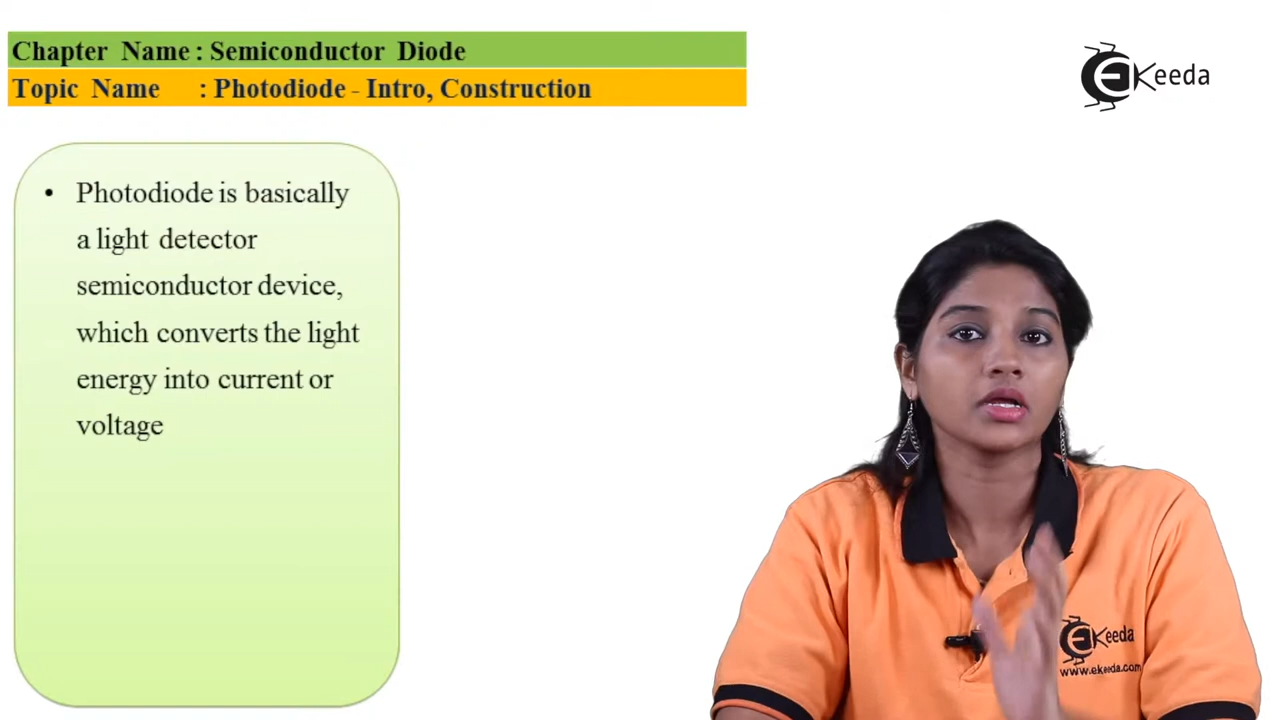 Chapter Name : Semiconductor Diode
Topic Name : Photodiode - Intro, Construction
EKeeda
• Photodiode is basically
a light detector
semiconductor device,
which converts the light
energy into current or
voltage
EKeeda
www.ekeeda.com